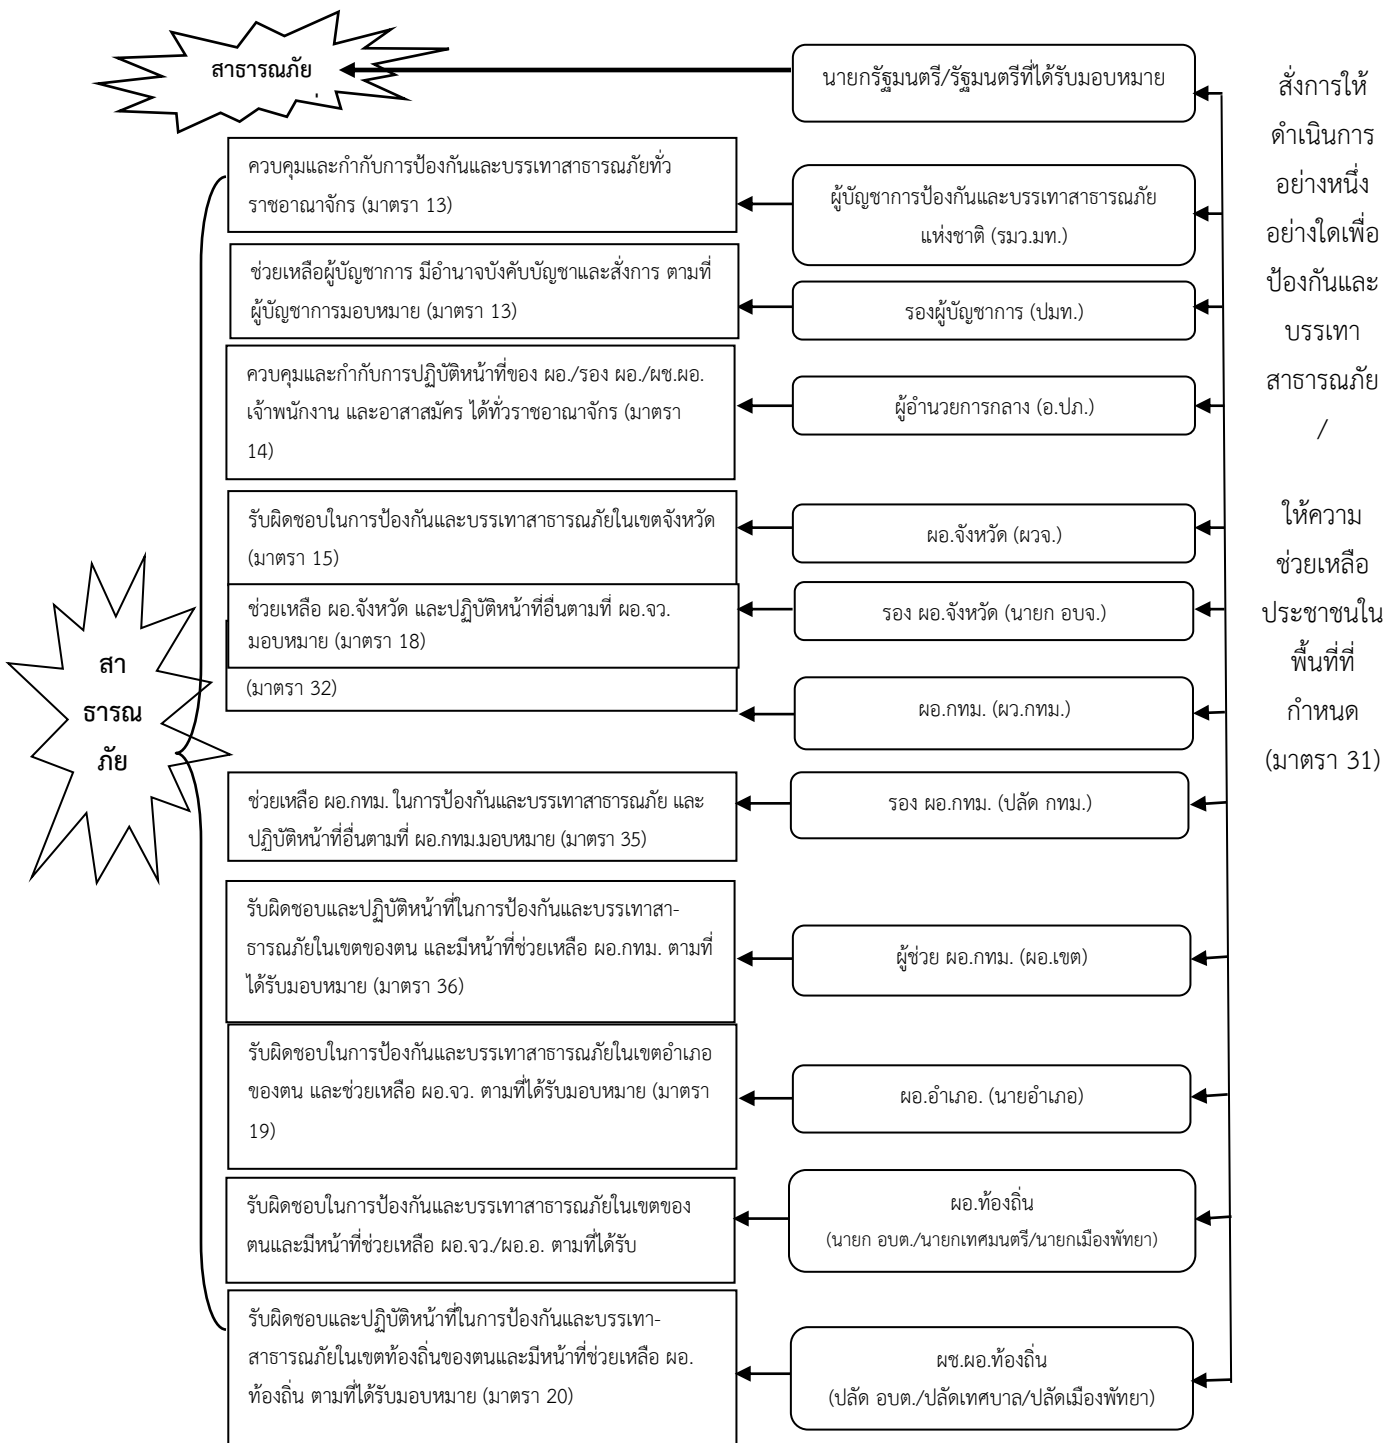 สาธารณภัย
นายกรัฐมนตรี/รัฐมนตรีที่ได้รับมอบหมาย
ควบคุมและกำกับการป้องกันและบรรเทาสาธารณภัยทั่ว
ราชอาณาจักร (มาตรา 13)
ผู้บัญชาการป้องกันและบรรเทาสาธารณภัย
แห่งชาติ (รมว.มท.)
ช่วยเหลือผู้บัญชาการ มีอำนาจบังคับบัญชาและสั่งการ ตามที่
ผู้บัญชาการมอบหมาย (มาตรา 13)
รองผู้บัญชาการ (ปมท.)
ควบคุมและกำกับการปฏิบัติหน้าที่ของ ผอ./รอง ผอ./ผช.ผอ.
เจ้าพนักงาน และอาสาสมัคร ได้ทั่วราชอาณาจักร (มาตรา
14)
ผู้อำนวยการกลาง (อ.ปภ.)
รับผิดชอบในการป้องกันและบรรเทาสาธารณภัยในเขตจังหวัด
(มาตรา 15)
ผอ.จังหวัด (ผวจ.)
ช่วยเหลือ ผอ.จังหวัด และปฏิบัติหน้าที่อื่นตามที่ ผอ.จว.
มอบหมาย (มาตรา 18)
รอง ผอ.จังหวัด (นายก อบจ.)
(มาตรา 32)
ผอ.กทม. (ผว.กทม.)
ช่วยเหลือ ผอ.กทม. ในการป้องกันและบรรเทาสาธารณภัย และ
ปฏิบัติหน้าที่อื่นตามที่ ผอ.กทม.มอบหมาย (มาตรา 35)
รอง ผอ.กทม. (ปลัด กทม.)
รับผิดชอบและปฏิบัติหน้าที่ในการป้องกันและบรรเทาสา-
ธารณภัยในเขตของตน และมีหน้าที่ช่วยเหลือ ผอ.กทม. ตามที่
ได้รับมอบหมาย (มาตรา 36)
ผู้ช่วย ผอ.กทม. (ผอ.เขต)
รับผิดชอบในการป้องกันและบรรเทาสาธารณภัยในเขตอำเภอ
ของตน และช่วยเหลือ ผอ.จว. ตามที่ได้รับมอบหมาย (มาตรา
19)
ผอ.อำเภอ. (นายอำเภอ)
รับผิดชอบในการป้องกันและบรรเทาสาธารณภัยในเขตของ
ตนและมีหน้าที่ช่วยเหลือ ผอ.จว./ผอ.อ. ตามที่ได้รับ
ผอ.ท้องถิ่น
(นายก อบต./นายกเทศมนตรี/นายกเมืองพัทยา)
รับผิดชอบและปฏิบัติหน้าที่ในการป้องกันและบรรเทา-
สาธารณภัยในเขตท้องถิ่นของตนและมีหน้าที่ช่วยเหลือ ผอ.
ท้องถิ่น ตามที่ได้รับมอบหมาย (มาตรา 20)
ผช.ผอ.ท้องถิ่น
(ปลัด อบต./ปลัดเทศบาล/ปลัดเมืองพัทยา)
สา
ธารณ
ภัย
สั่งการให้
ดำเนินการ
อย่างหนึ่ง
อย่างใดเพื่อ
ป้องกันและ
บรรเทา
สาธารณภัย
/
ให้ความ
ช่วยเหลือ
ประชาชนใน
พื้นที่ที่
กำหนด
(มาตรา 31)